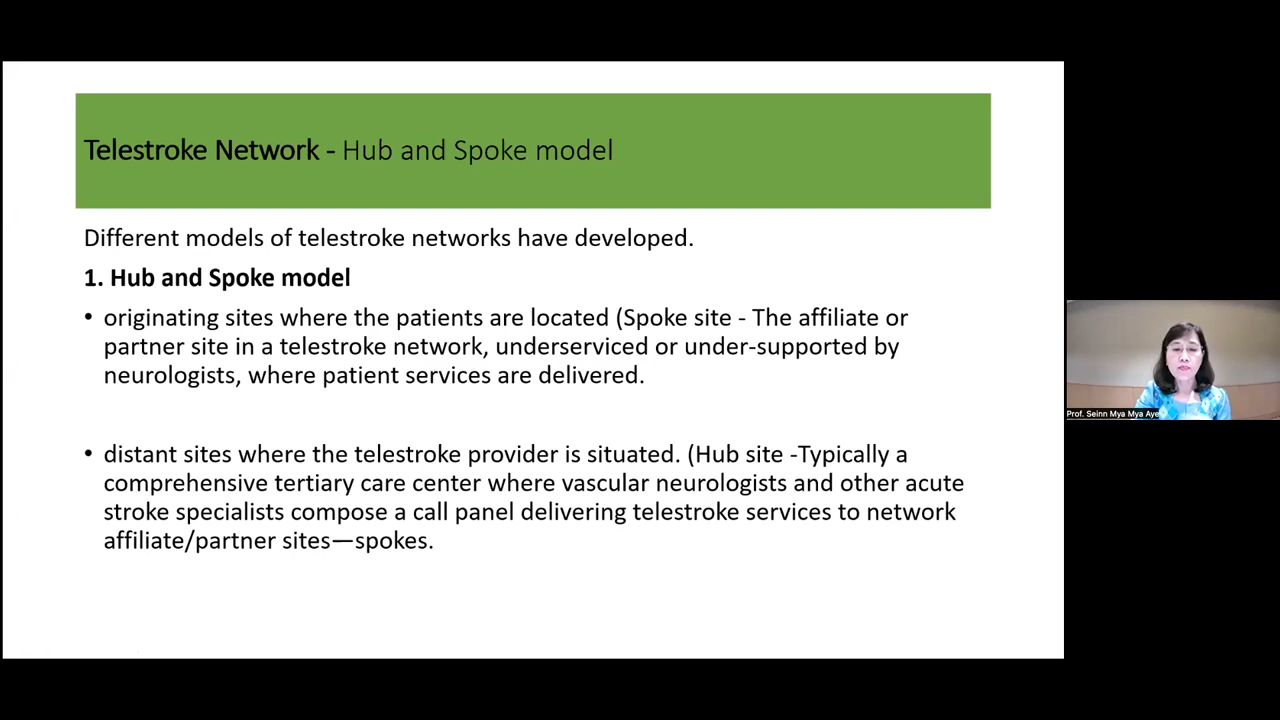 Telestroke Network - Hub and Spoke model
Different models of telestroke networks have developed.
1. Hub and Spoke model
• originating sites where the patients are located (Spoke site - The affiliate or
partner site in a telestroke network, underserviced or under-supported by
neurologists, where patient services are delivered.
• distant sites where the telestroke provider is situated. (Hub site -Typically a
comprehensive tertiary care center where vascular neurologists and other acute
stroke specialists compose a call panel delivering telestroke services to network
affiliate/partner sites—spokes.
Prof. Seinn Mya Mya Aye